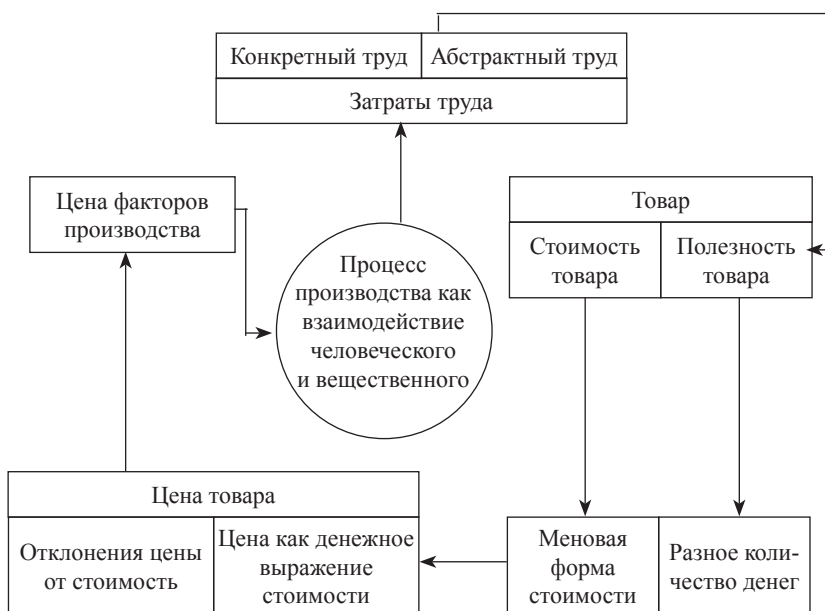 Конкретный труд
Абстрактный труд
Затраты труда
Цена факторов
производства
Товар
Стоимость
товара
Полезность
товара
Процесс
производства как
взаимодействие
человеческого
и вещественного
Цена товара
Отклонения цены
от стоимость
Цена как денежное
выражение
стоимости
Меновая
форма
стоимости
Разное коли-
чество денег